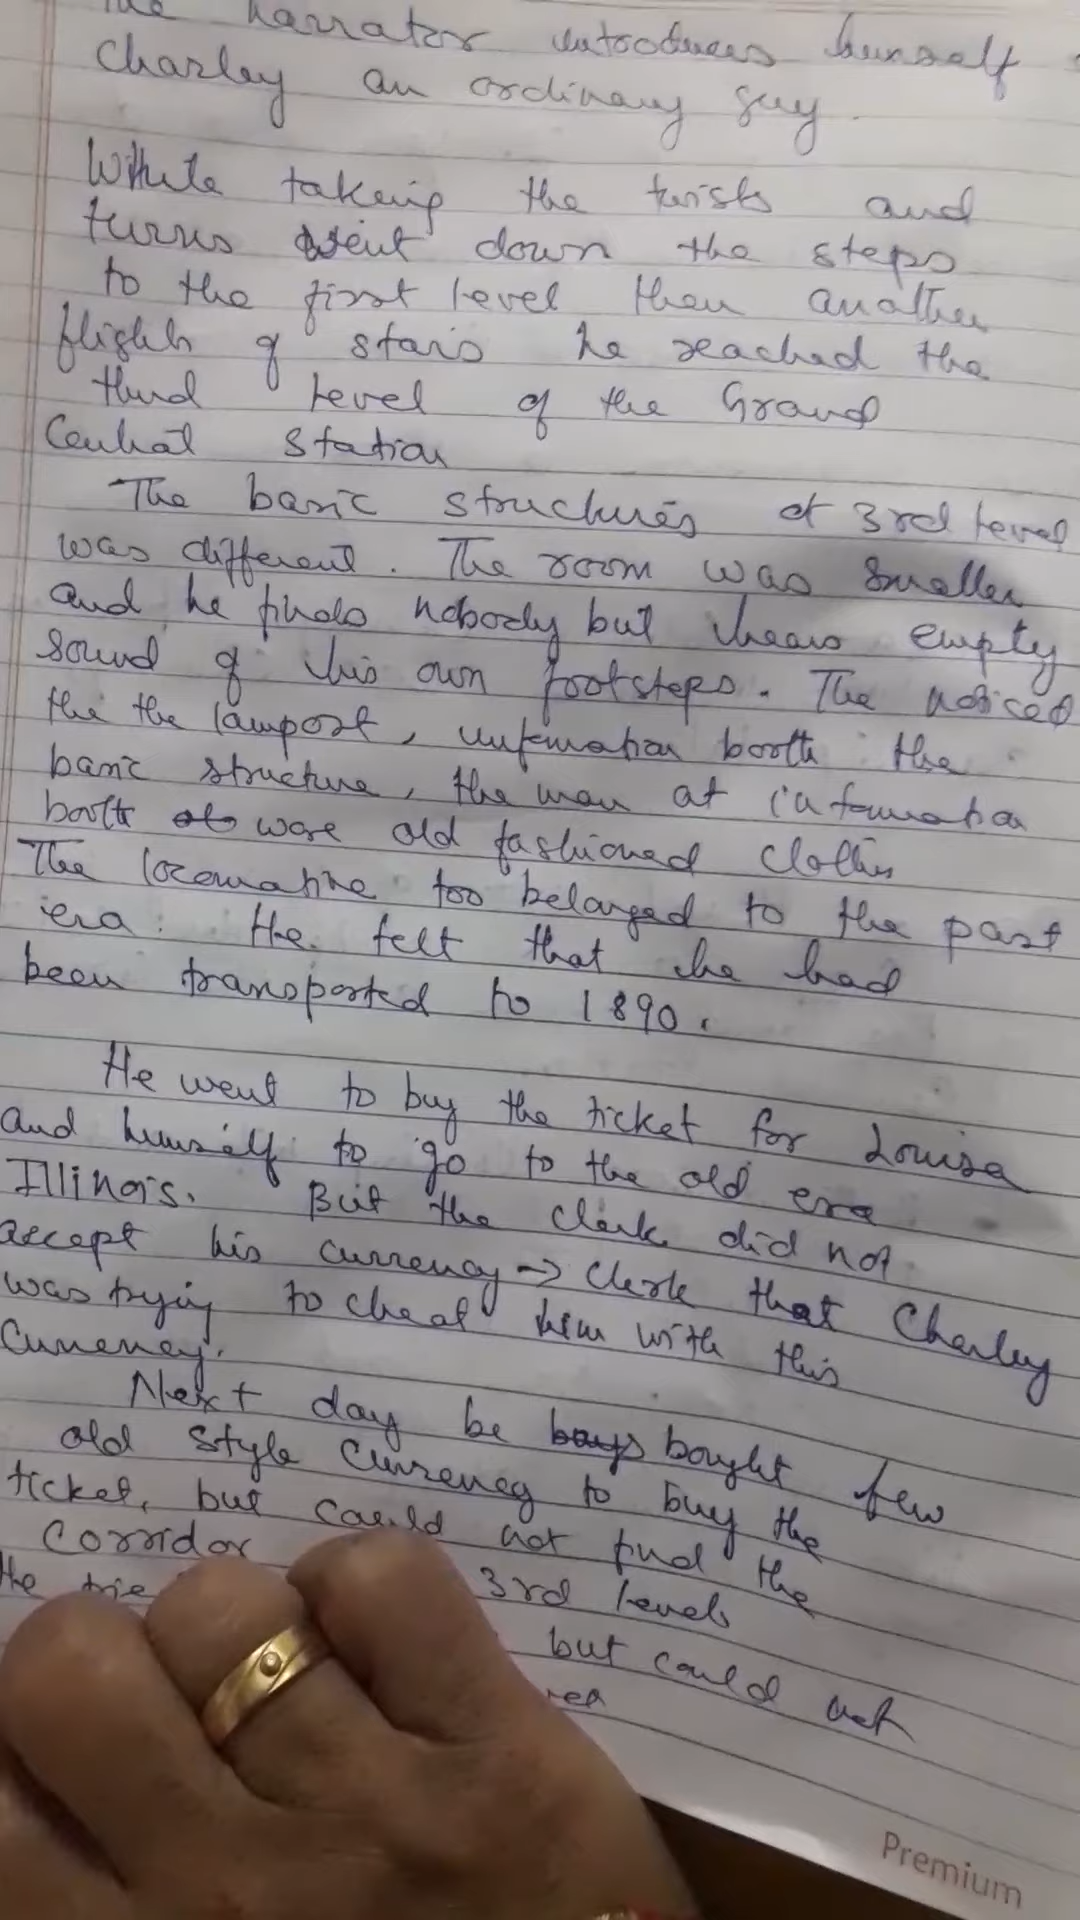 The narrator introduces himself
Charley an ordinary guy.
While taking the twists and
turns went down the steps
to the first level then another
flights of stairs he reached the
third level of the Grand
Central Station
The basic structures of 3rd level
was different. The room was smaller
and he finds nobody but hears empty
sound of his own footsteps. The noticed
the the lampost, information booth the
basic structure, the man at information
booth wore old fashioned clothes
The locomative too belonged to the past
era. He felt that he had
been transported to 1890.
He went to buy the ticket for Louisa
and himself to go to the old era
Illinois. But the clerk did not
accept his currency → Clerk that Charley
was trying to cheat him with this
Currency.
Next day he bought few
old style Currency to buy the
ticket, but could not find the
Corridor 3rd levels
the
but could not
Premium